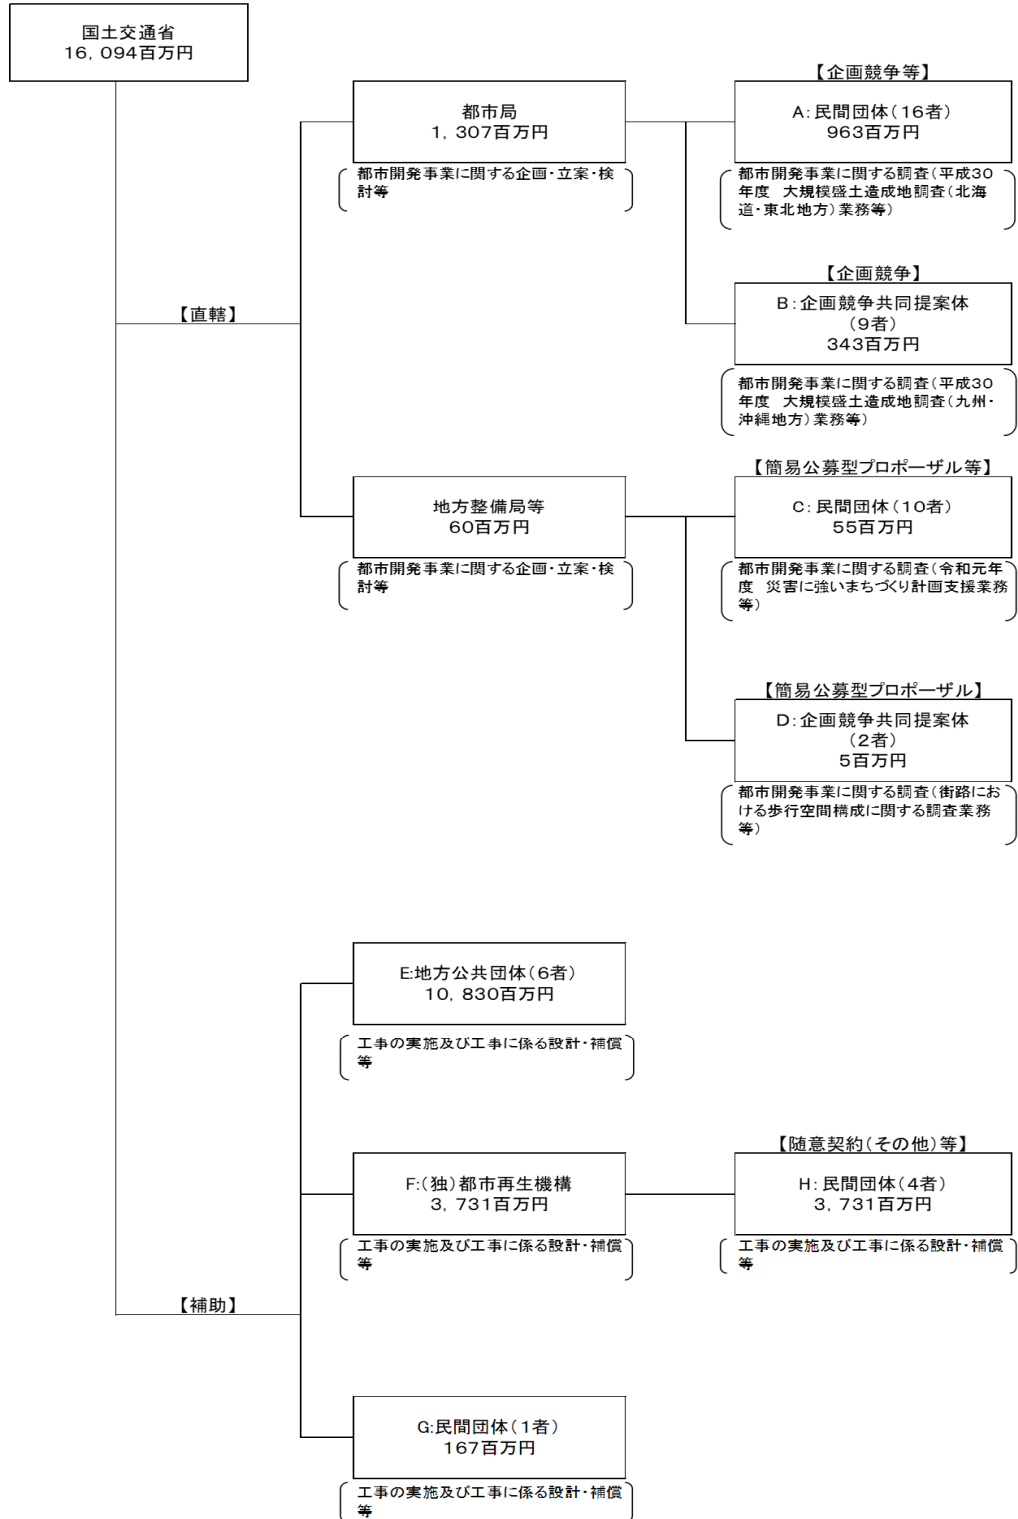 国土交通省
16，094百万円
【直轄】
都市局
1，307百万円
都市開発事業に関する企画・立案・検
討等
【企画競争等】
A：民間団体（16者）
963百万円
都市開発事業に関する調査（平成30
年度　大規模盛土造成地調査（北海
道・東北地方）業務等）
【企画競争】
B：企画競争共同提案体
（9者）
343百万円
都市開発事業に関する調査（平成30
年度　大規模盛土造成地調査（九州・
沖縄地方）業務等）
地方整備局等
60百万円
都市開発事業に関する企画・立案・検
討等
【簡易公募型プロポーザル等】
C：民間団体（10者）
55百万円
都市開発事業に関する調査（令和元年
度　災害に強いまちづくり計画支援業務
等）
【簡易公募型プロポーザル】
D：企画競争共同提案体
（2者）
5百万円
都市開発事業に関する調査（街路にお
ける歩行空間構成に関する調査業務
等）
【補助】
E:地方公共団体（6者）
10，830百万円
工事の実施及び工事に係る設計・補償
等
F:（独）都市再生機構
3，731百万円
工事の実施及び工事に係る設計・補償
等
【随意契約（その他）等】
H：民間団体（4者）
3，731百万円
工事の実施及び工事に係る設計・補償
等
G:民間団体（1者）
167百万円
工事の実施及び工事に係る設計・補償
等